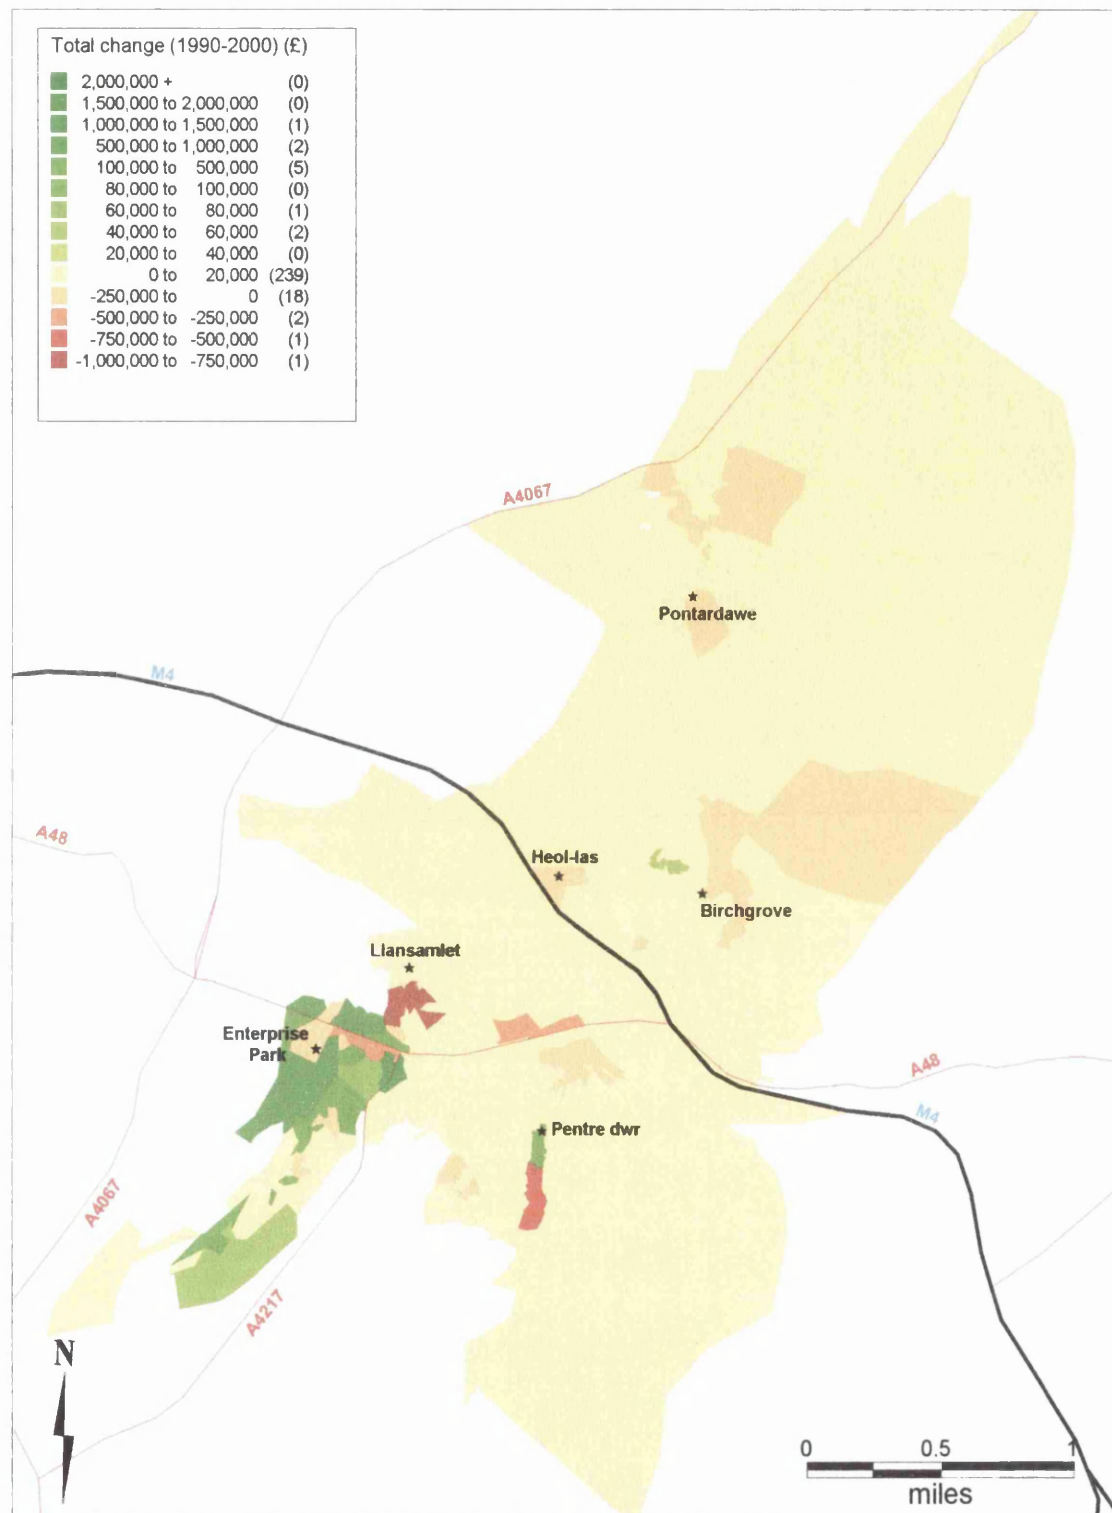 Total change (1990-2000) (£)
2,000,000 + (0)
1,500,000 to 2,000,000 (0)
1,000,000 to 1,500,000 (1)
500,000 to 1,000,000 (2)
100,000 to 500,000 (5)
80,000 to 100,000 (0)
60,000 to 80,000 (1)
40,000 to 60,000 (2)
20,000 to 40,000 (0)
0 to 20,000 (239)
-250,000 to 0 (18)
-500,000 to -250,000 (2)
-750,000 to -500,000 (1)
-1,000,000 to -750,000 (1)
A4067
Pontardawe
M4
A48
Heol-las
Birchgrove
Llansamlet
Enterprise
Park
A48
M4
Pentre dwr
A4067
A4217
N
0 0.5 1
miles